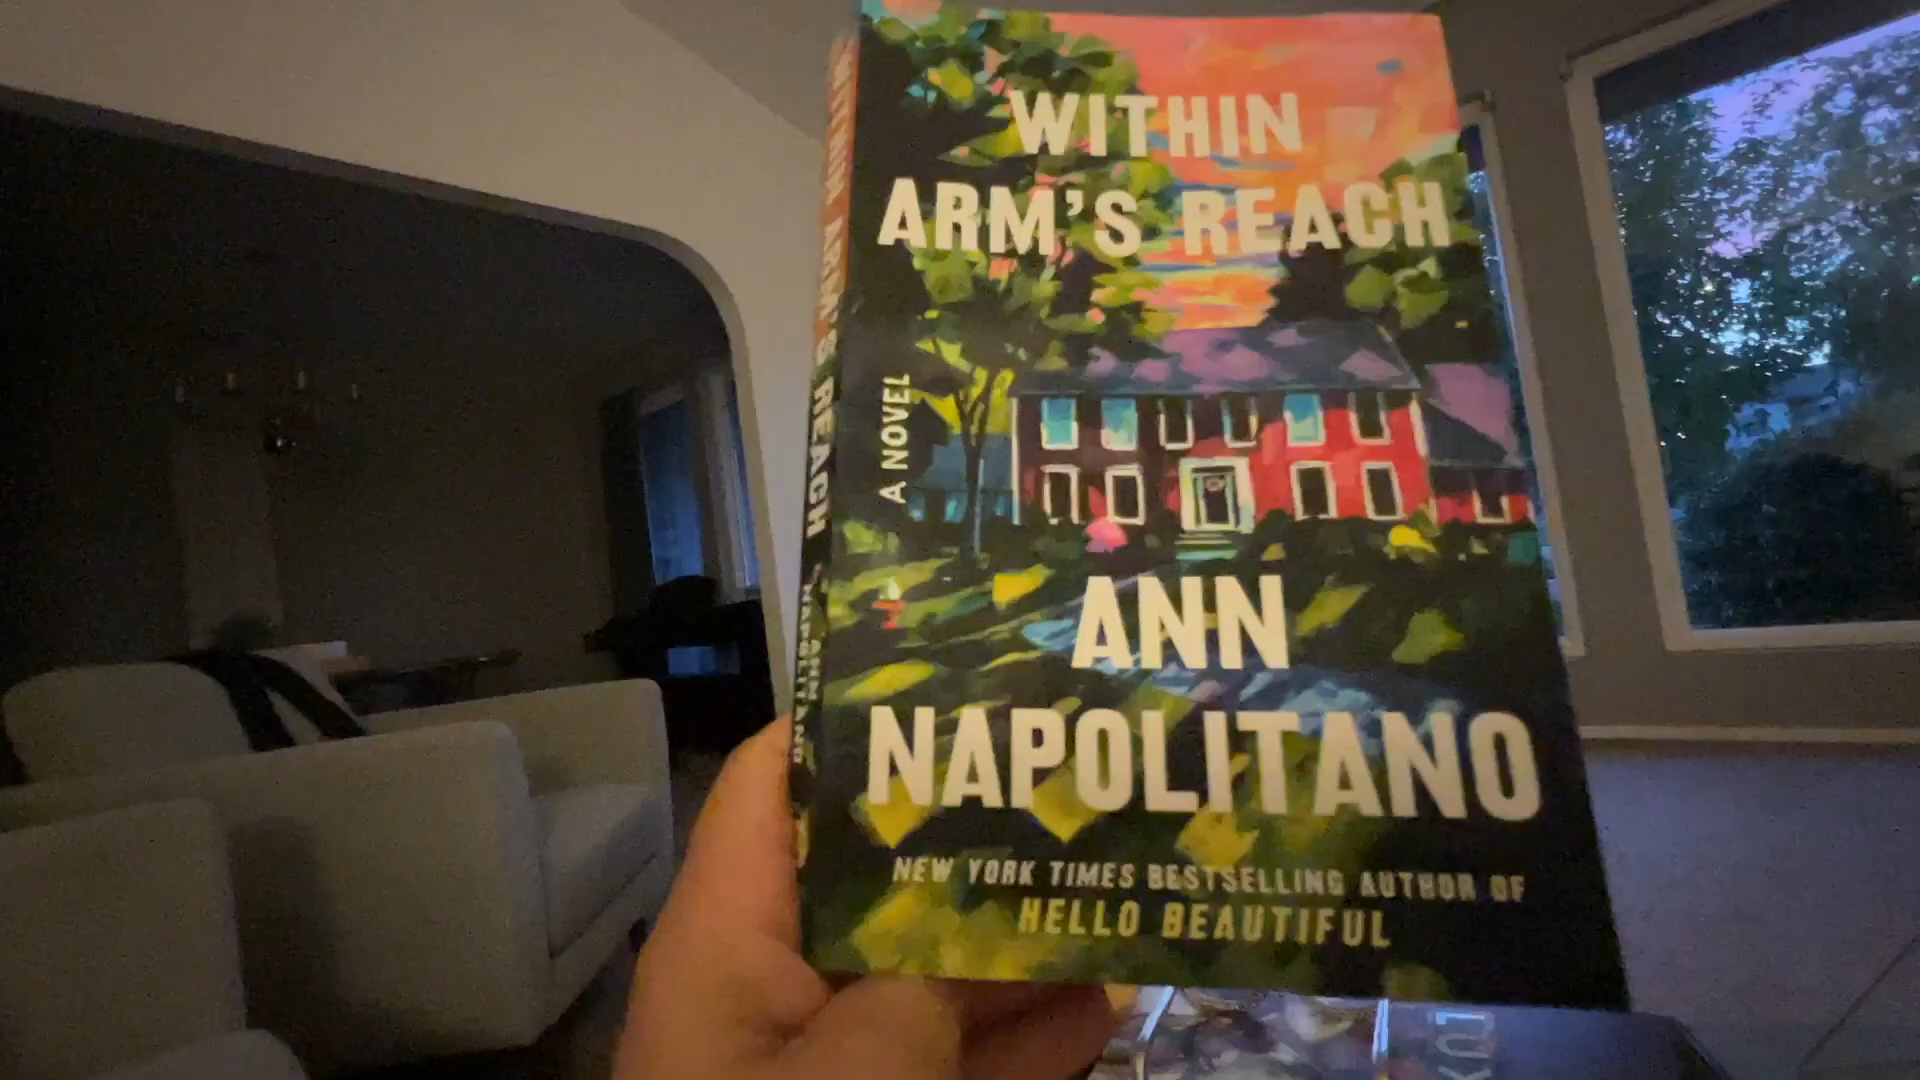 WITHIN
ARM'S REACH
A NOVEL
ANN
NAPOLITANO
NEW YORK TIMES BESTSELLING AUTHOR OF
HELLO BEAUTIFUL
WITHIN ARM'S REACH
ANN NAPOLITANO